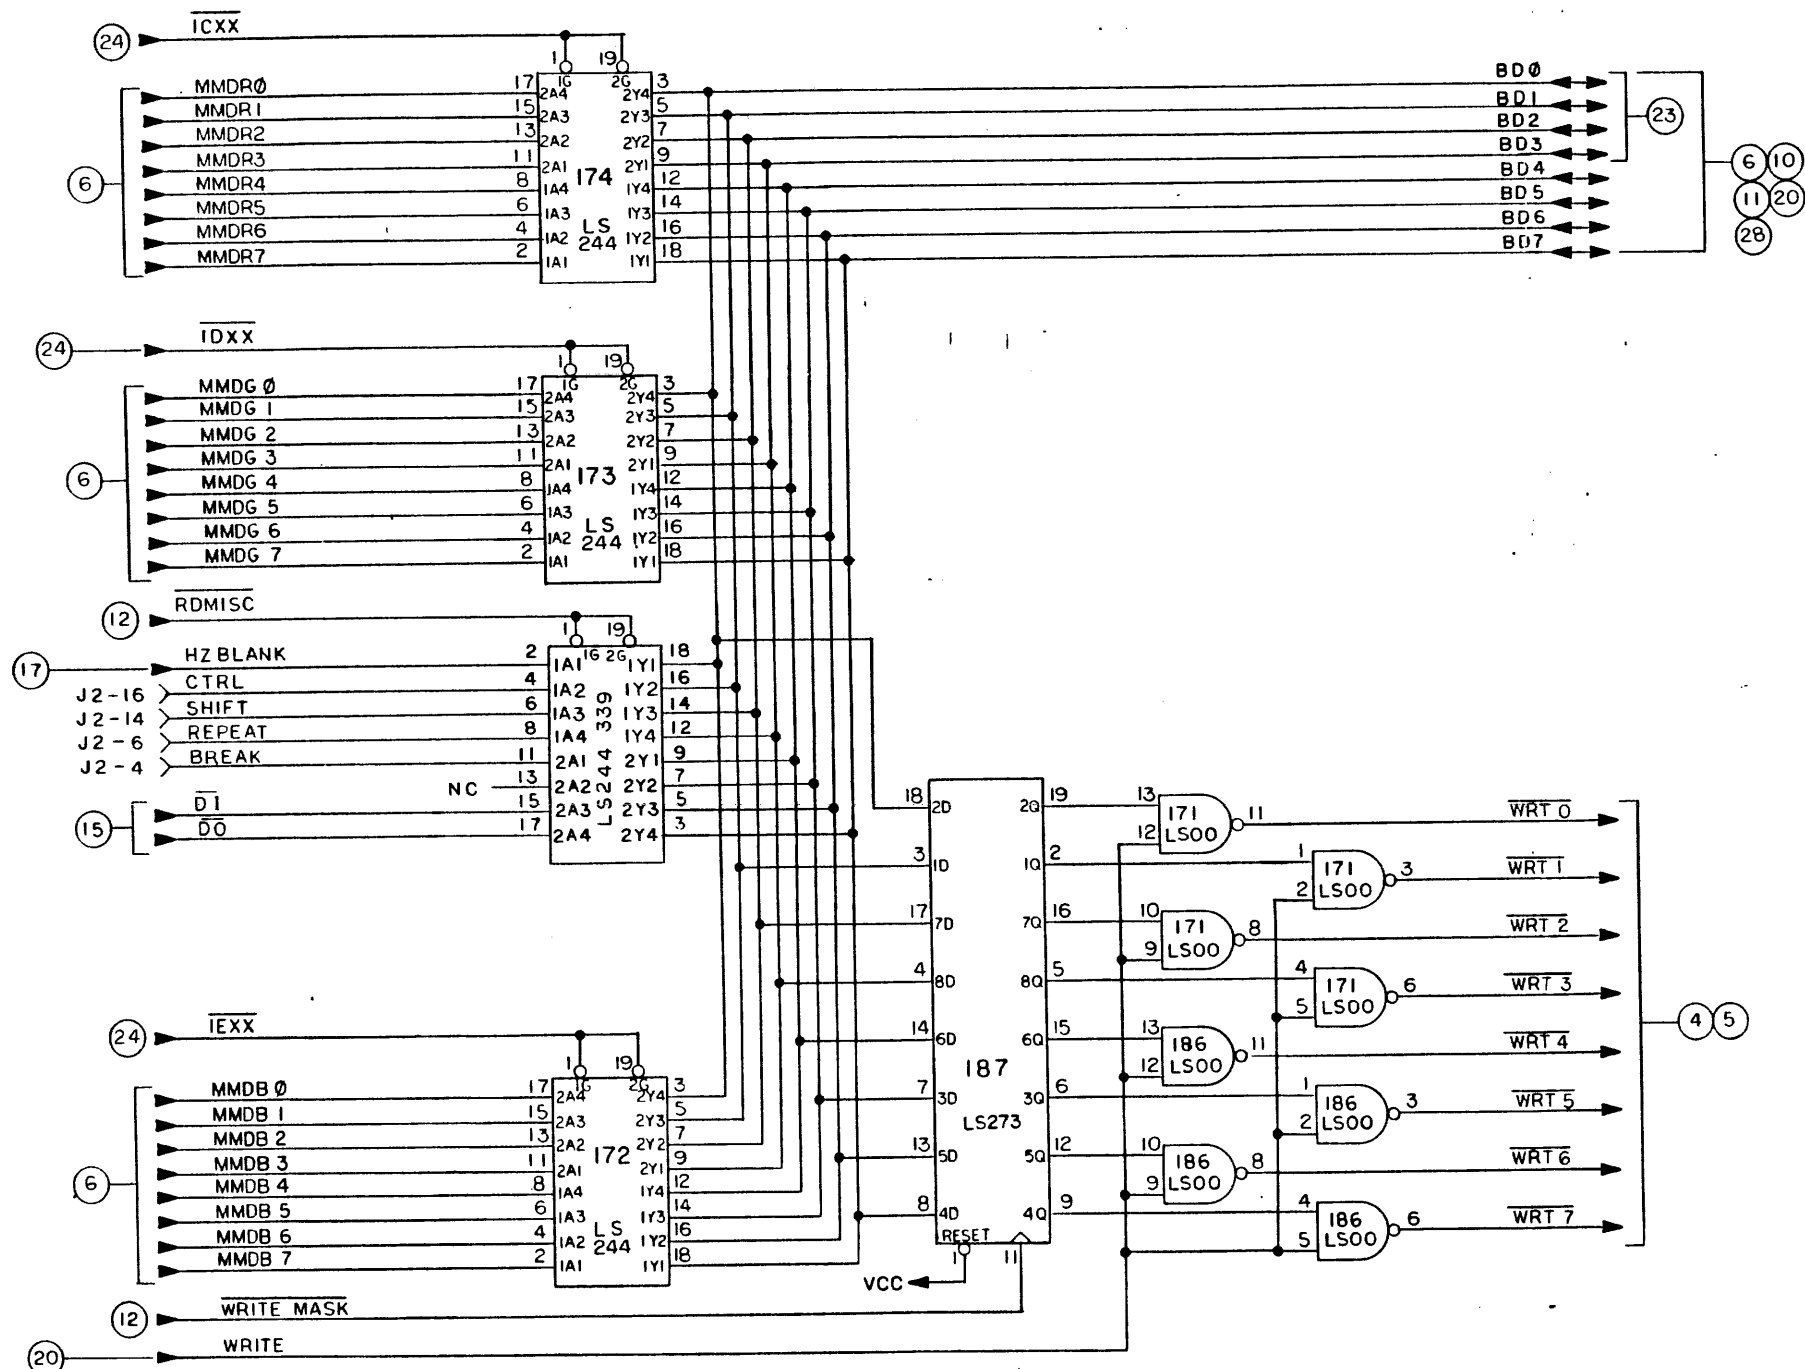 24 ICXX
1 19
1G 2G
MMDRØ 17 2A4 2Y4 3 BDØ
MMDR1 15 2A3 2Y3 5 BD1
MMDR2 13 2A2 2Y2 7 BD2
MMDR3 11 2A1 2Y1 9 BD3
MMDR4 8 1A4 1Y4 12 BD4
MMDR5 6 1A3 1Y3 14 BD5
MMDR6 4 1A2 1Y2 16 BD6
MMDR7 2 1A1 1Y1 18 BD7
6
174
LS
244
23
6 10
11 20
28
24 IDXX
1 19
1G 2G
MMDG Ø 17 2A4 2Y4 3
MMDG 1 15 2A3 2Y3 5
MMDG 2 13 2A2 2Y2 7
MMDG 3 11 2A1 2Y1 9
MMDG 4 8 1A4 1Y4 12
MMDG 5 6 1A3 1Y3 14
MMDG 6 4 1A2 1Y2 16
MMDG 7 2 1A1 1Y1 18
6
173
LS
244
12 RDMISC
1 19
1G 2G
17 HZ BLANK 2 1A1 1Y1 18
J2-16 CTRL 4 1A2 1Y2 16
J2-14 SHIFT 6 1A3 1Y3 14
J2-6 REPEAT 8 1A4 1Y4 12
J2-4 BREAK 11 2A1 2Y1 9
NC 13 2A2 2Y2 7
D1 15 2A3 2Y3 5
D0 17 2A4 2Y4 3
15
LS244 339
24 IEXX
1 19
1G 2G
MMDB Ø 17 2A4 2Y4 3
MMDB 1 15 2A3 2Y3 5
MMDB 2 13 2A2 2Y2 7
MMDB 3 11 2A1 2Y1 9
MMDB 4 8 1A4 1Y4 12
MMDB 5 6 1A3 1Y3 14
MMDB 6 4 1A2 1Y2 16
MMDB 7 2 1A1 1Y1 18
6
172
LS
244
12 WRITE MASK
20 WRITE
18 2D 2Q 19
3 1D 1Q 2
17 7D 7Q 16
4 8D 8Q 5
14 6D 6Q 15
7 3D 3Q 6
13 5D 5Q 12
8 4D 4Q 9
187
LS273
RESET
1 11
VCC
13 12 171 LS00 11 WRT 0
1 2 171 LS00 3 WRT 1
10 9 171 LS00 8 WRT 2
4 5 171 LS00 6 WRT 3
13 12 186 LS00 11 WRT 4
1 2 186 LS00 3 WRT 5
10 9 186 LS00 8 WRT 6
4 5 186 LS00 6 WRT 7
4 5